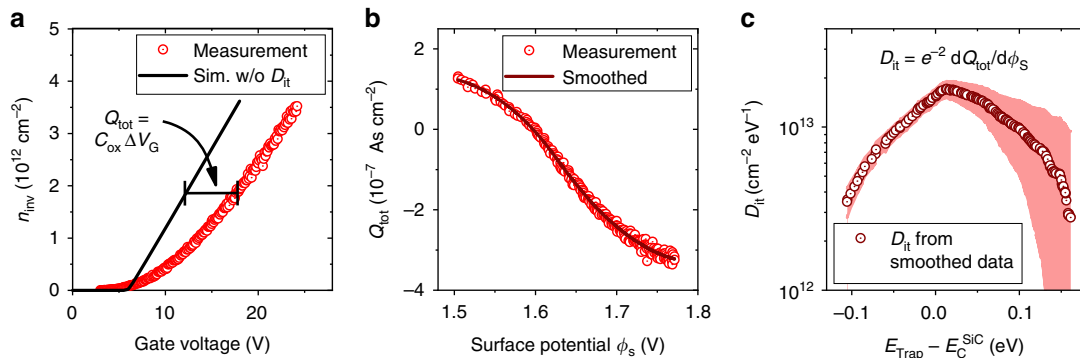 a
5
4
3
2
1
0
0
10
20
n_inv (10^12 cm^−2)
Gate voltage (V)
Measurement
Sim. w/o D_it
Q_tot =
C_ox ΔV_G
b
2
0
−2
−4
1.5
1.6
1.7
1.8
Q_tot (10^−7 As cm^−2)
Surface potential ϕ_s (V)
Measurement
Smoothed
c
10^13
10^12
−0.1
0.0
0.1
D_it (cm^−2 eV^−1)
E_Trap − E_C^SiC (eV)
D_it = e^−2 dQ_tot/dϕ_S
D_it from
smoothed data